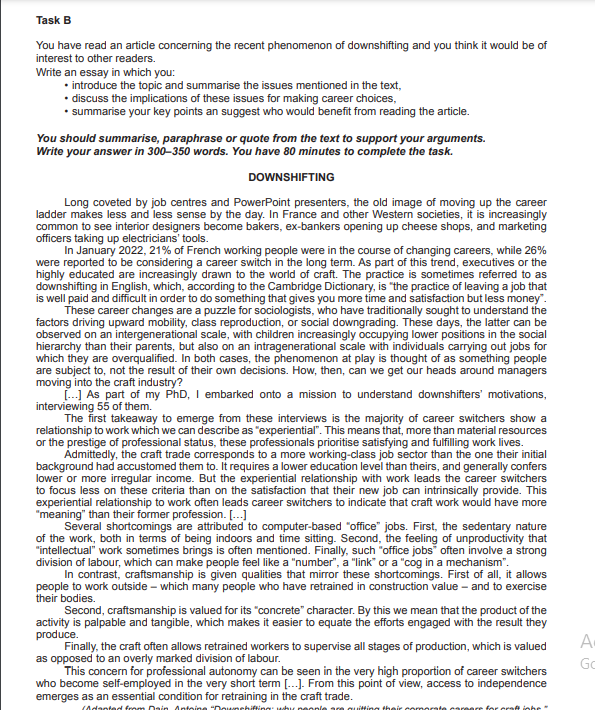 Task B
You have read an article concerning the recent phenomenon of downshifting and you think it would be of
interest to other readers.
Write an essay in which you:
• introduce the topic and summarise the issues mentioned in the text,
• discuss the implications of these issues for making career choices,
• summarise your key points an suggest who would benefit from reading the article.
You should summarise, paraphrase or quote from the text to support your arguments.
Write your answer in 300–350 words. You have 80 minutes to complete the task.
DOWNSHIFTING
Long coveted by job centres and PowerPoint presenters, the old image of moving up the career
ladder makes less and less sense by the day. In France and other Western societies, it is increasingly
common to see interior designers become bakers, ex-bankers opening up cheese shops, and marketing
officers taking up electricians' tools.
In January 2022, 21% of French working people were in the course of changing careers, while 26%
were reported to be considering a career switch in the long term. As part of this trend, executives or the
highly educated are increasingly drawn to the world of craft. The practice is sometimes referred to as
downshifting in English, which, according to the Cambridge Dictionary, is “the practice of leaving a job that
is well paid and difficult in order to do something that gives you more time and satisfaction but less money”.
These career changes are a puzzle for sociologists, who have traditionally sought to understand the
factors driving upward mobility, class reproduction, or social downgrading. These days, the latter can be
observed on an intergenerational scale, with children increasingly occupying lower positions in the social
hierarchy than their parents, but also on an intragenerational scale with individuals carrying out jobs for
which they are overqualified. In both cases, the phenomenon at play is thought of as something people
are subject to, not the result of their own decisions. How, then, can we get our heads around managers
moving into the craft industry?
[...] As part of my PhD, I embarked onto a mission to understand downshifters' motivations,
interviewing 55 of them.
The first takeaway to emerge from these interviews is the majority of career switchers show a
relationship to work which we can describe as “experiential”. This means that, more than material resources
or the prestige of professional status, these professionals prioritise satisfying and fulfilling work lives.
Admittedly, the craft trade corresponds to a more working-class job sector than the one their initial
background had accustomed them to. It requires a lower education level than theirs, and generally confers
lower or more irregular income. But the experiential relationship with work leads the career switchers
to focus less on these criteria than on the satisfaction that their new job can intrinsically provide. This
experiential relationship to work often leads career switchers to indicate that craft work would have more
“meaning” than their former profession. [...]
Several shortcomings are attributed to computer-based “office” jobs. First, the sedentary nature
of the work, both in terms of being indoors and time sitting. Second, the feeling of unproductivity that
“intellectual” work sometimes brings is often mentioned. Finally, such “office jobs” often involve a strong
division of labour, which can make people feel like a “number”, a “link” or a “cog in a mechanism”.
In contrast, craftsmanship is given qualities that mirror these shortcomings. First of all, it allows
people to work outside – which many people who have retrained in construction value – and to exercise
their bodies.
Second, craftsmanship is valued for its “concrete” character. By this we mean that the product of the
activity is palpable and tangible, which makes it easier to equate the efforts engaged with the result they
produce.
Finally, the craft often allows retrained workers to supervise all stages of production, which is valued
as opposed to an overly marked division of labour.
This concern for professional autonomy can be seen in the very high proportion of career switchers
who become self-employed in the very short term [...]. From this point of view, access to independence
emerges as an essential condition for retraining in the craft trade.
(Adapted from Dain, Antoine “Downshifting: why people are quitting their corporate careers for craft jobs.”